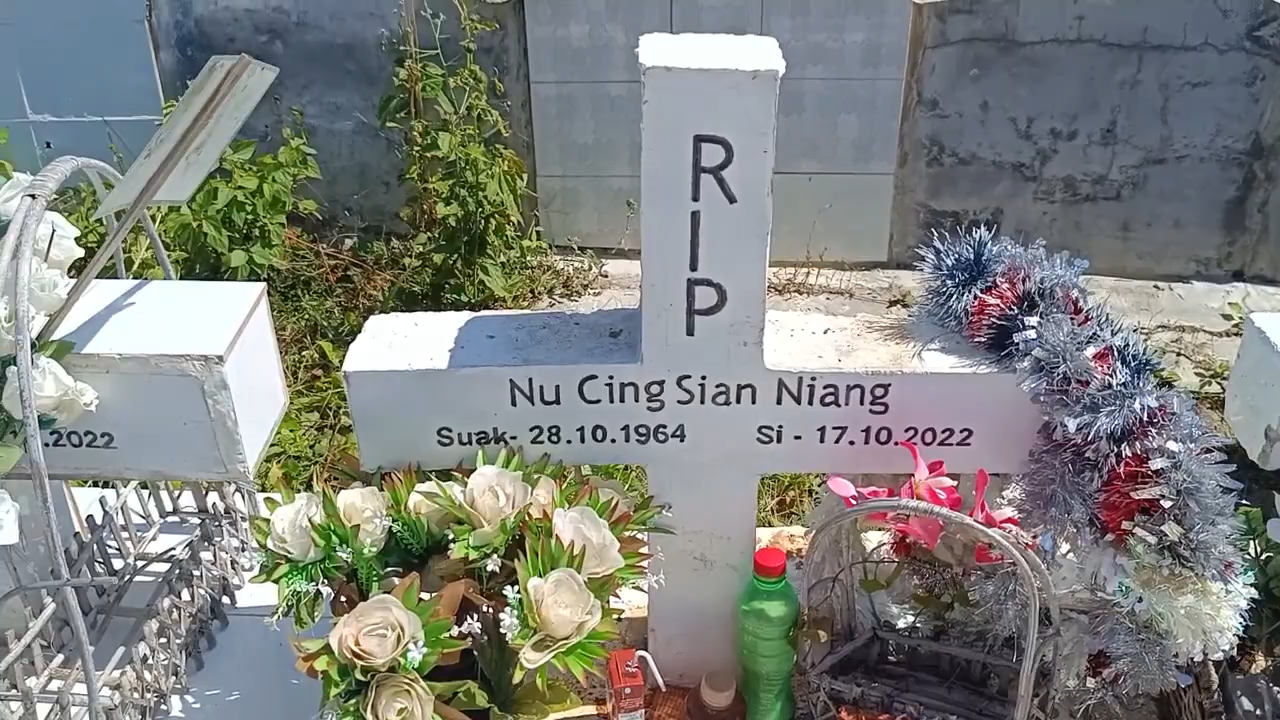 R
I
P
Nu Cing Sian Niang
Suak- 28.10.1964 Si - 17.10.2022
.2022